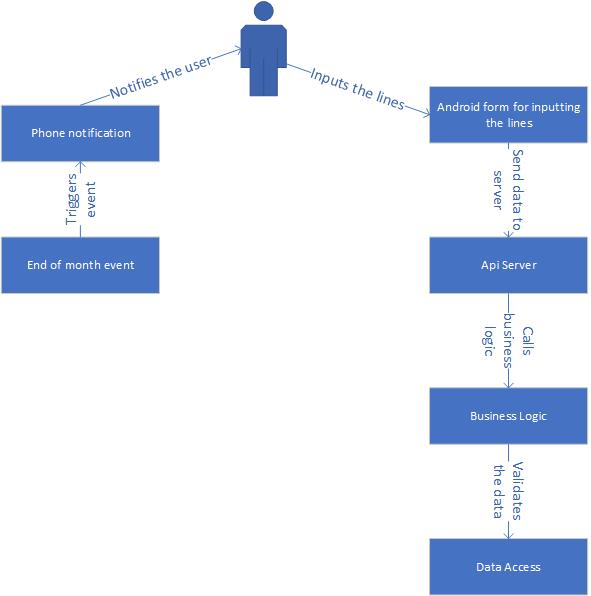 Notifies the user
Inputs the lines
Phone notification
Android form for inputting
the lines
Triggers
event
Send data to
server
End of month event
Api Server
Calls
business
logic
Business Logic
Validates
the data
Data Access